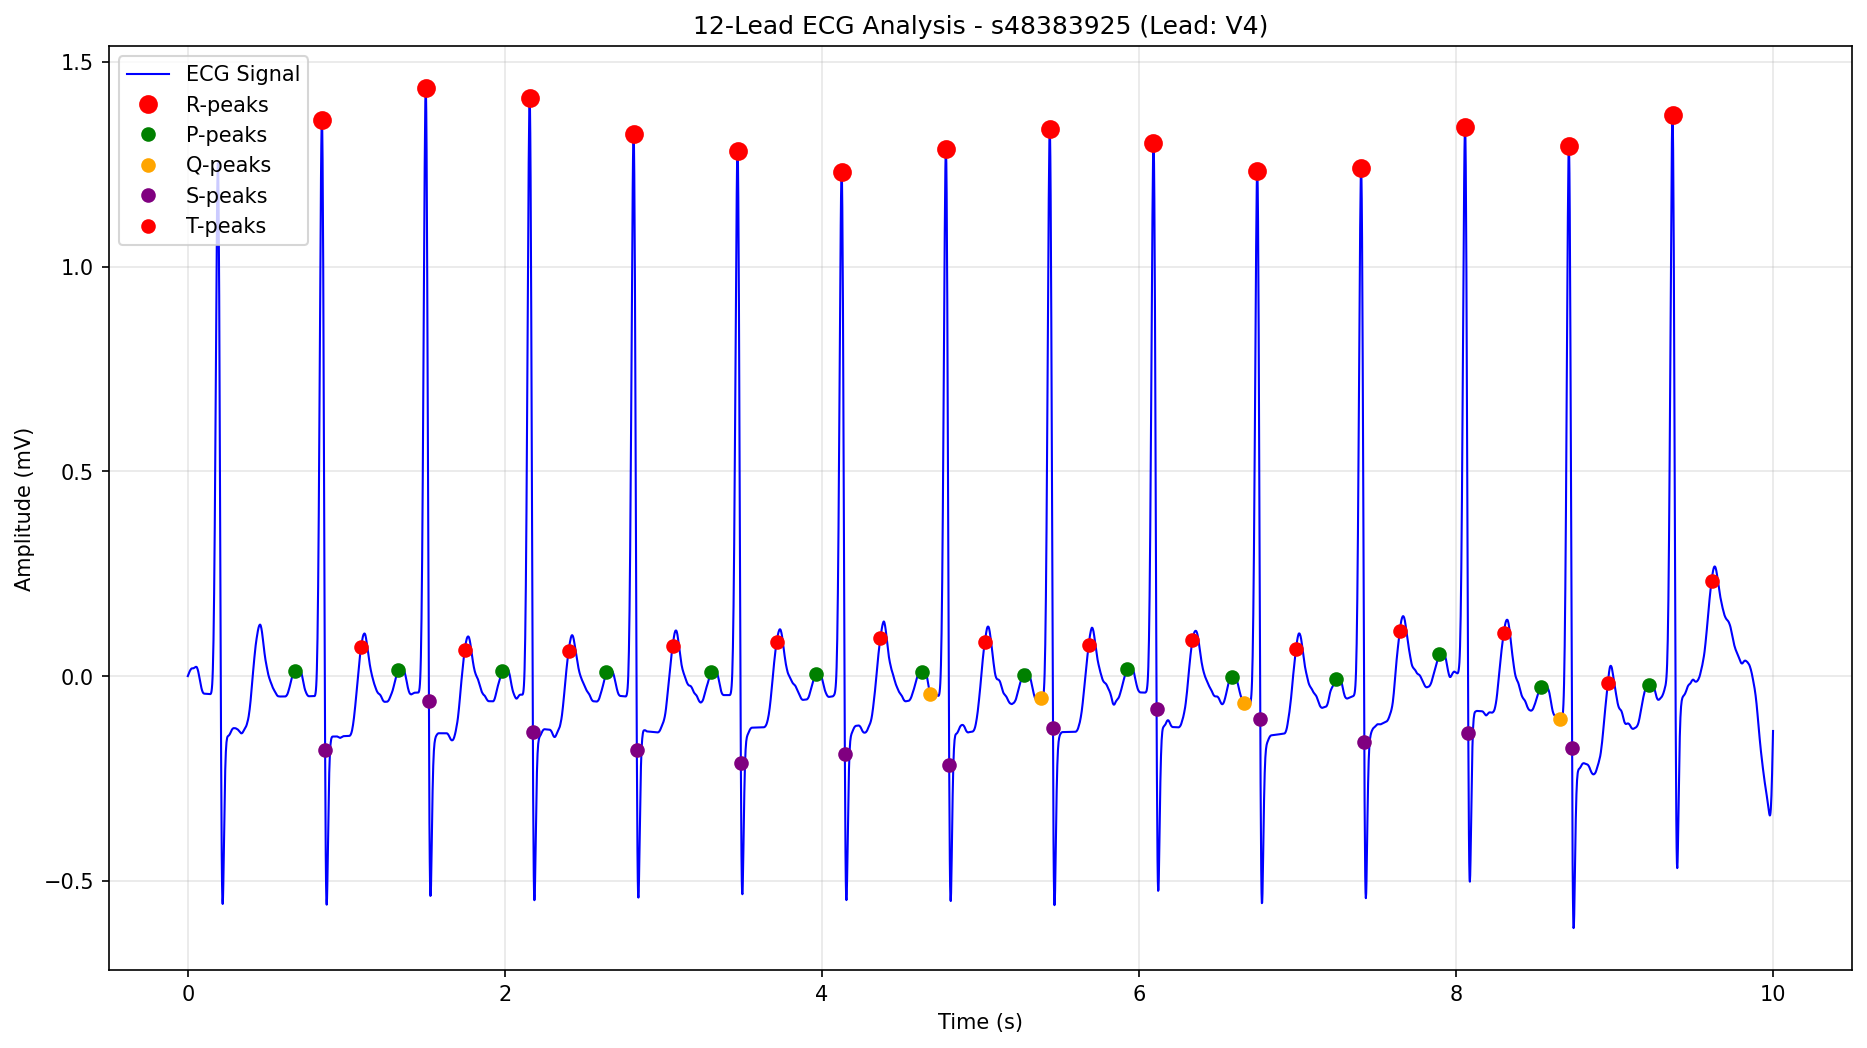 12-Lead ECG Analysis - s48383925 (Lead: V4)
ECG Signal
R-peaks
P-peaks
Q-peaks
S-peaks
T-peaks
1.5
1.0
0.5
0.0
−0.5
Amplitude (mV)
0 2 4 6 8 10
Time (s)